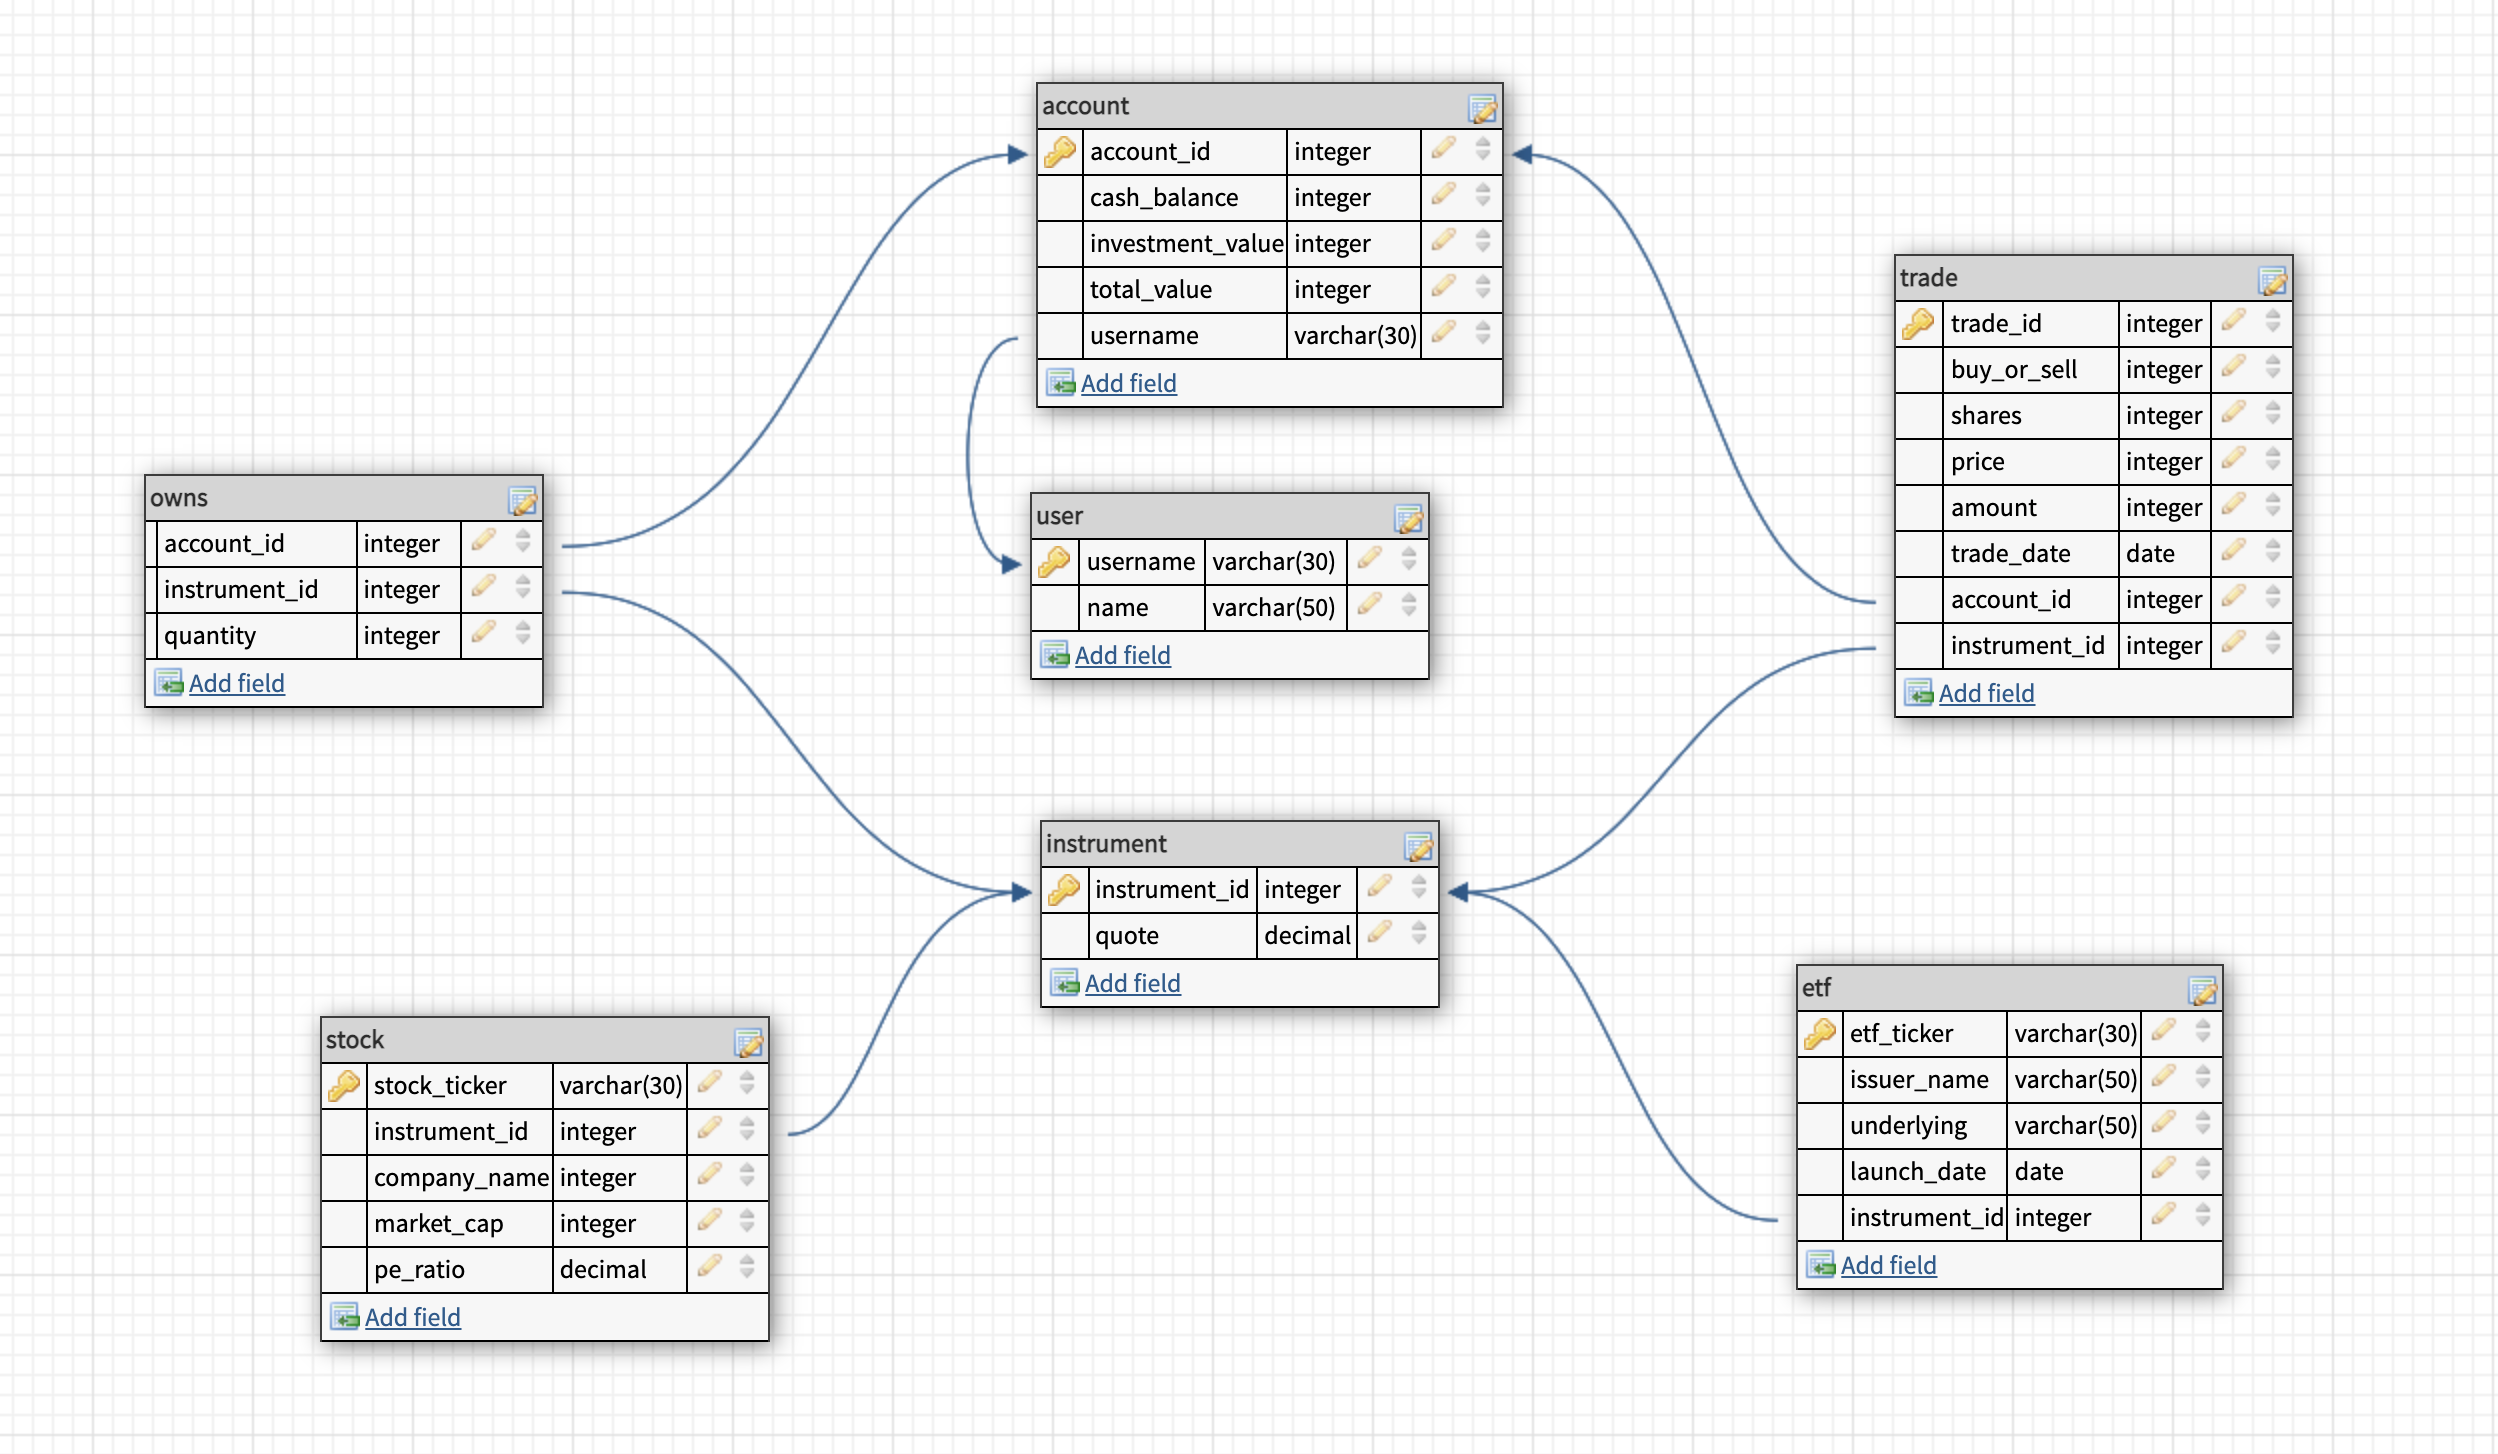 account
account_id integer
cash_balance integer
investment_value integer
total_value integer
username varchar(30)
Add field
trade
trade_id integer
buy_or_sell integer
shares integer
price integer
amount integer
trade_date date
account_id integer
instrument_id integer
Add field
owns
account_id integer
instrument_id integer
quantity integer
Add field
user
username varchar(30)
name varchar(50)
Add field
instrument
instrument_id integer
quote decimal
Add field
stock
stock_ticker varchar(30)
instrument_id integer
company_name integer
market_cap integer
pe_ratio decimal
Add field
etf
etf_ticker varchar(30)
issuer_name varchar(50)
underlying varchar(50)
launch_date date
instrument_id integer
Add field